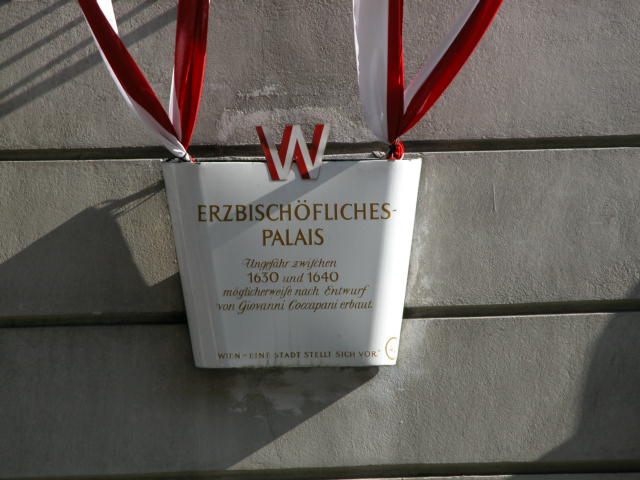 W
ERZBISCHÖFLICHES-
PALAIS
Ungefähr zwiſchen
1630 und 1640
möglicherweiſe nach Entwurf
von Giovanni Coccapani erbaut.
WIEN - EINE STADT STELLT SICH VOR